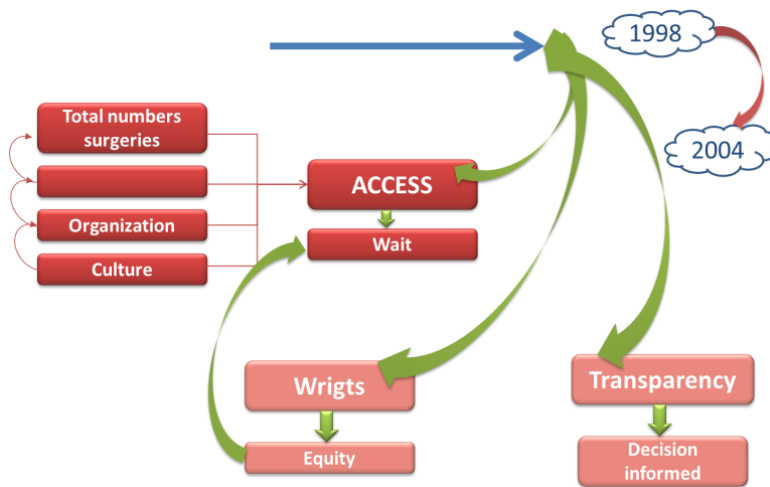 1998
2004
Total numbers
surgeries
Organization
Culture
ACCESS
Wait
Wrigts
Equity
Transparency
Decision
informed